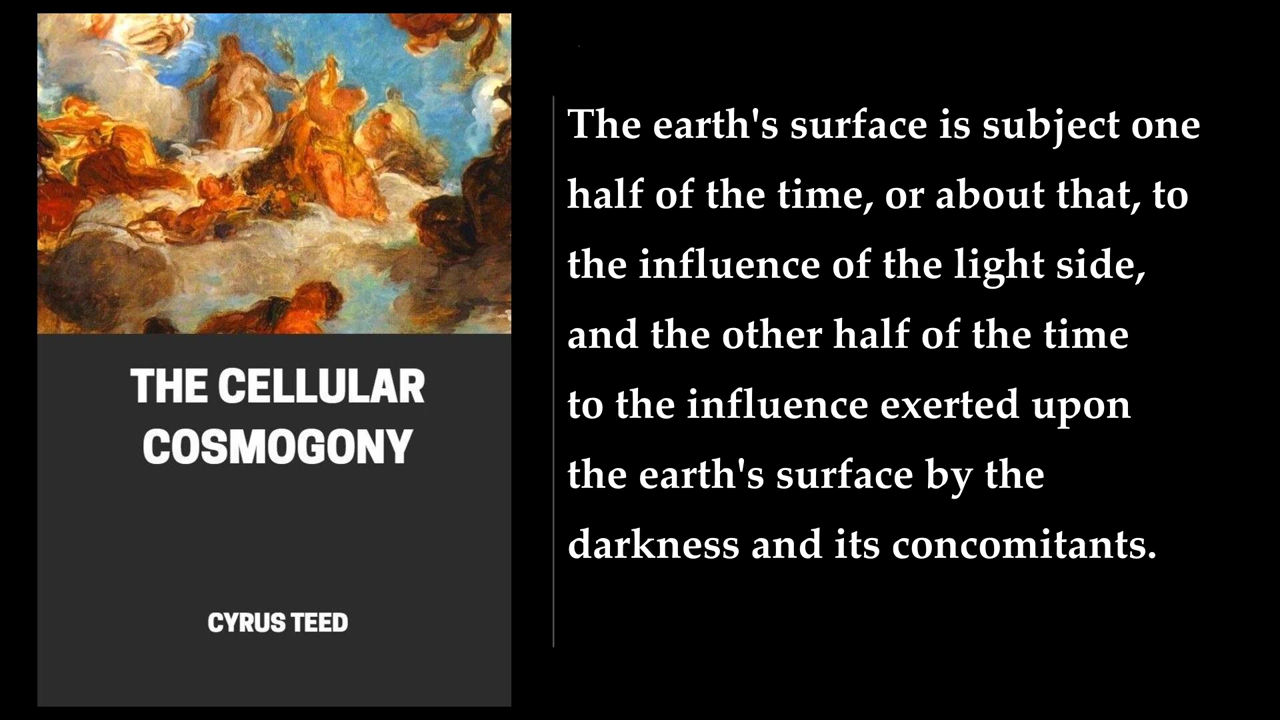 THE CELLULAR
COSMOGONY
CYRUS TEED
The earth's surface is subject one
half of the time, or about that, to
the influence of the light side,
and the other half of the time
to the influence exerted upon
the earth's surface by the
darkness and its concomitants.